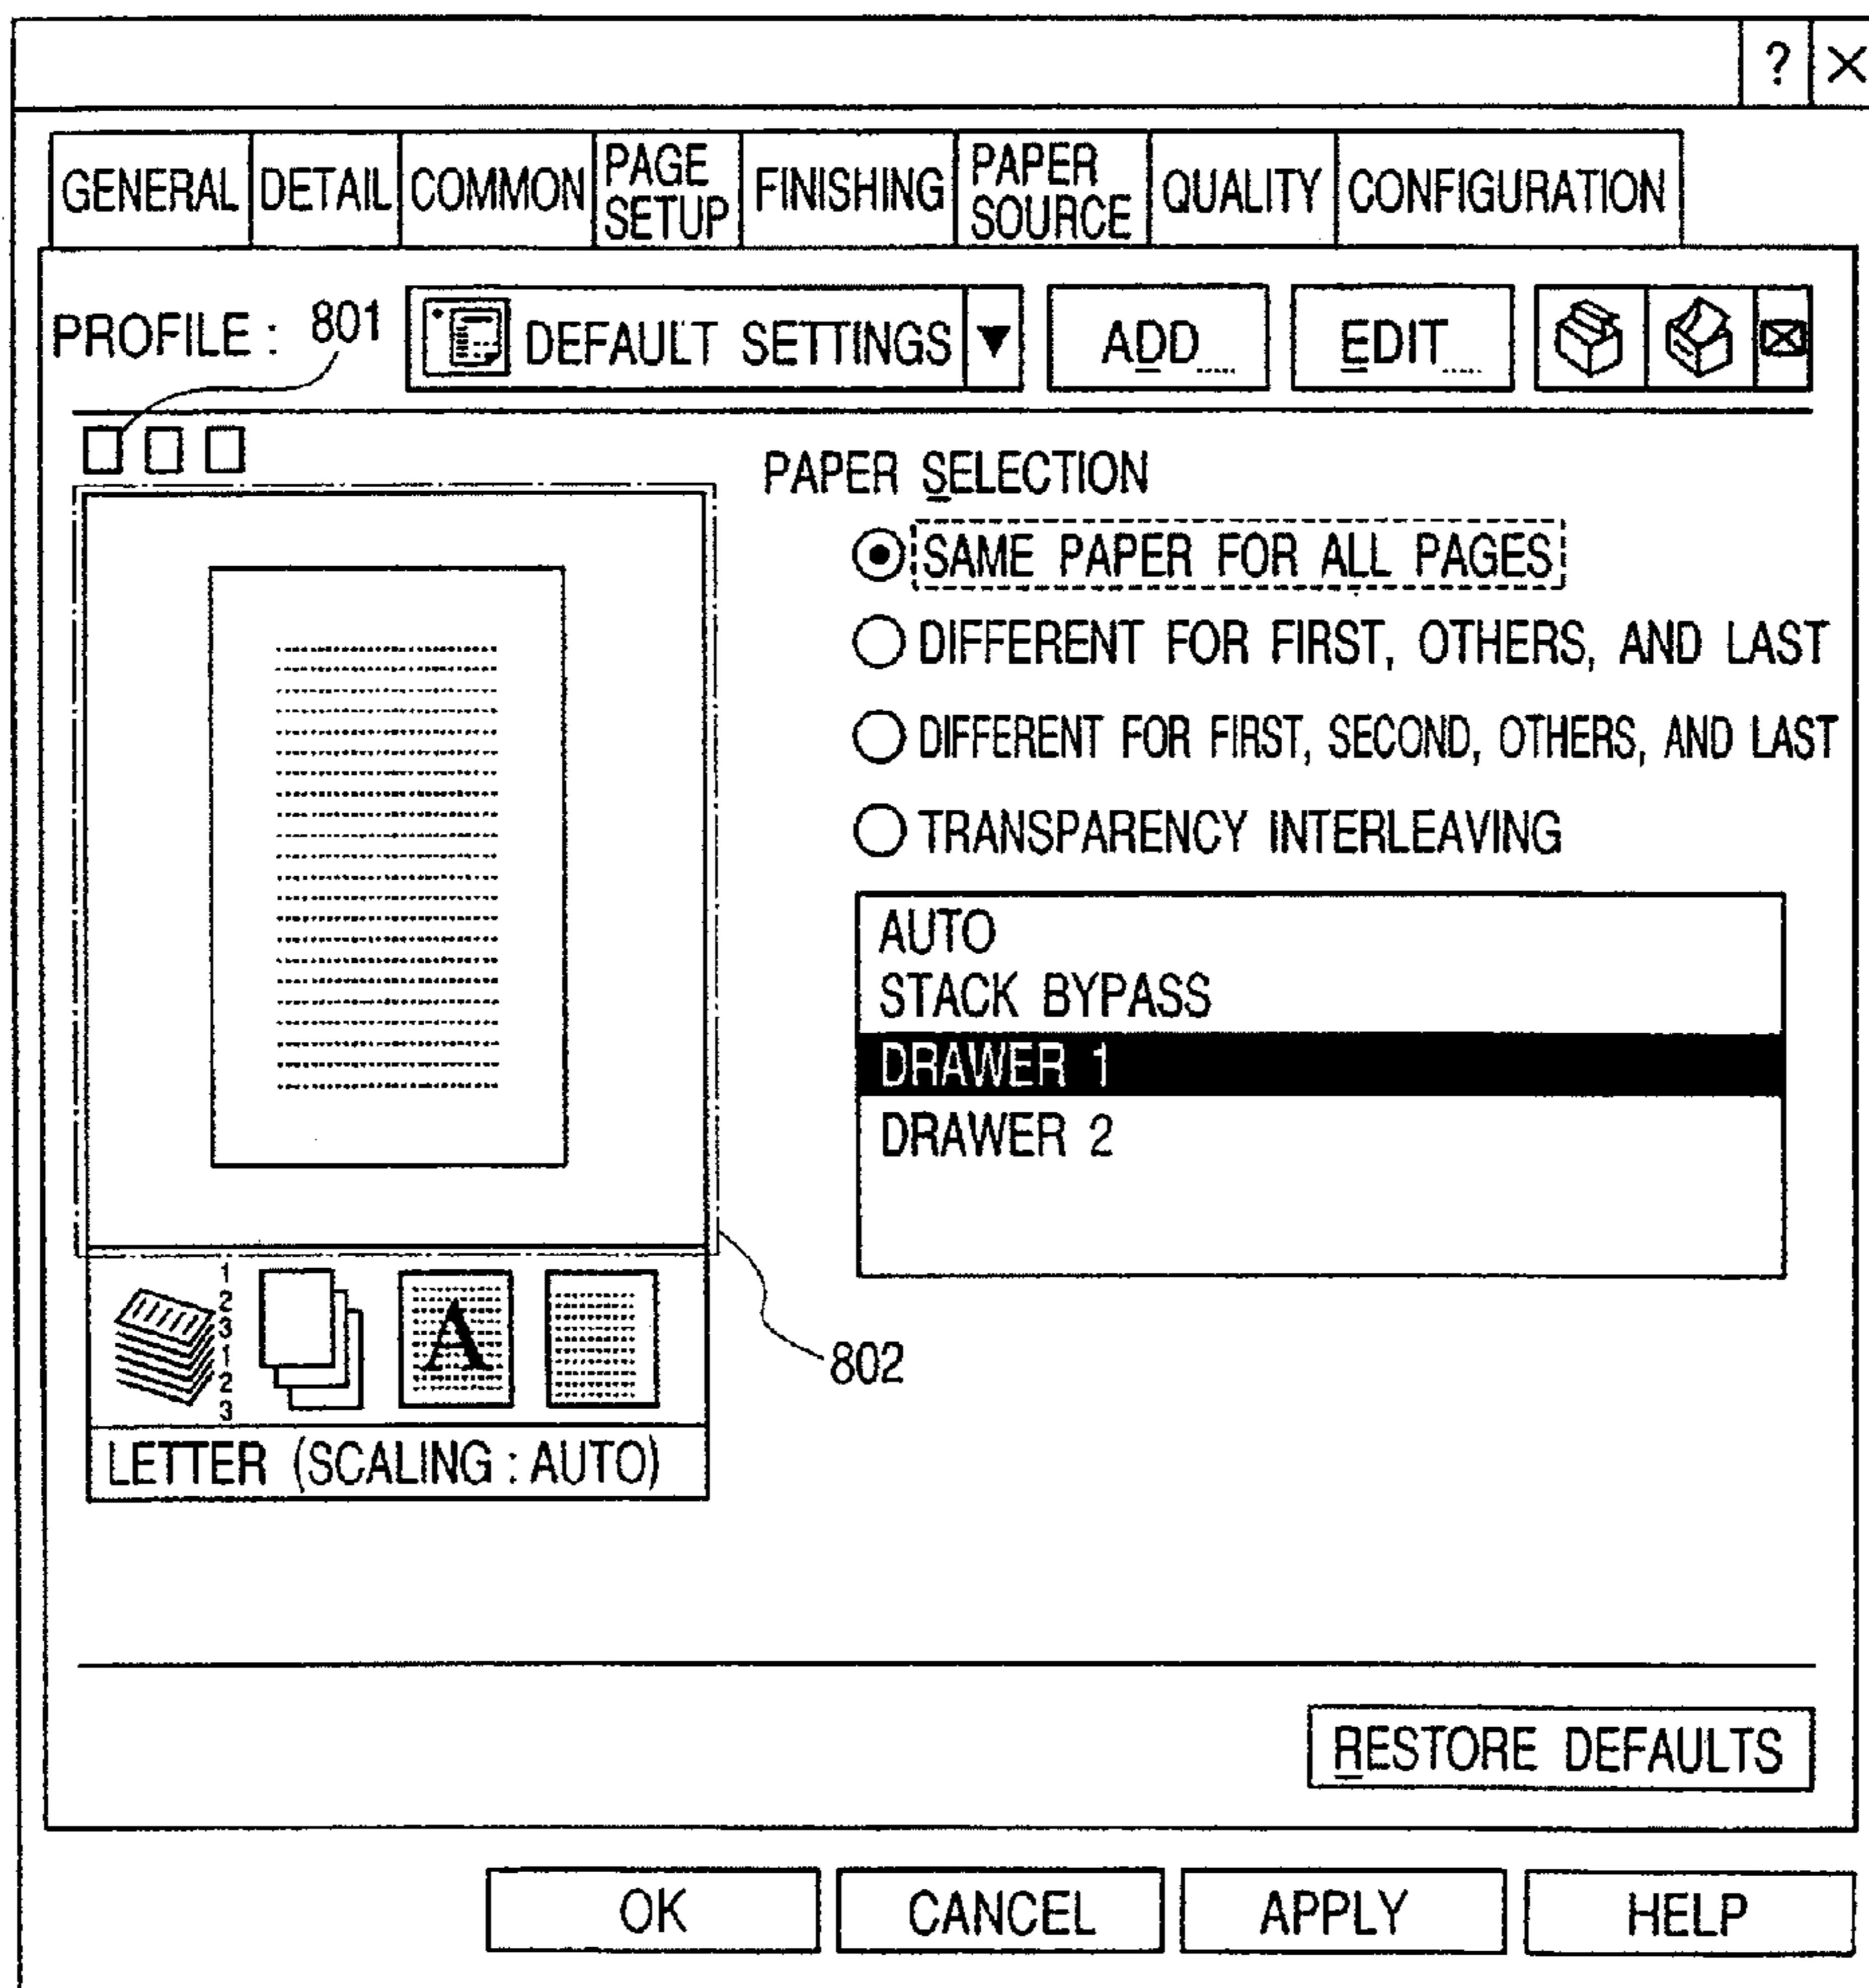 ? ×
GENERAL DETAIL COMMON PAGE SETUP FINISHING PAPER SOURCE QUALITY CONFIGURATION
PROFILE : 801 DEFAULT SETTINGS ▼ ADD.... EDIT....
PAPER SELECTION
SAME PAPER FOR ALL PAGES
DIFFERENT FOR FIRST, OTHERS, AND LAST
DIFFERENT FOR FIRST, SECOND, OTHERS, AND LAST
TRANSPARENCY INTERLEAVING
AUTO
STACK BYPASS
DRAWER 1
DRAWER 2
1
2
3
1
2
3
A
802
LETTER (SCALING : AUTO)
RESTORE DEFAULTS
OK CANCEL APPLY HELP